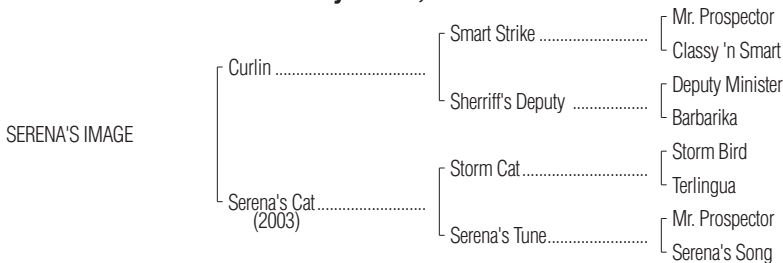 Mr. Prospector
Smart Strike ........................
Classy 'n Smart
Curlin ..................................
Deputy Minister
Sherriff's Deputy .................
Barbarika
SERENA'S IMAGE
Storm Bird
Storm Cat............................
Terlingua
Serena's Cat........................
(2003)
Mr. Prospector
Serena's Tune......................
Serena's Song